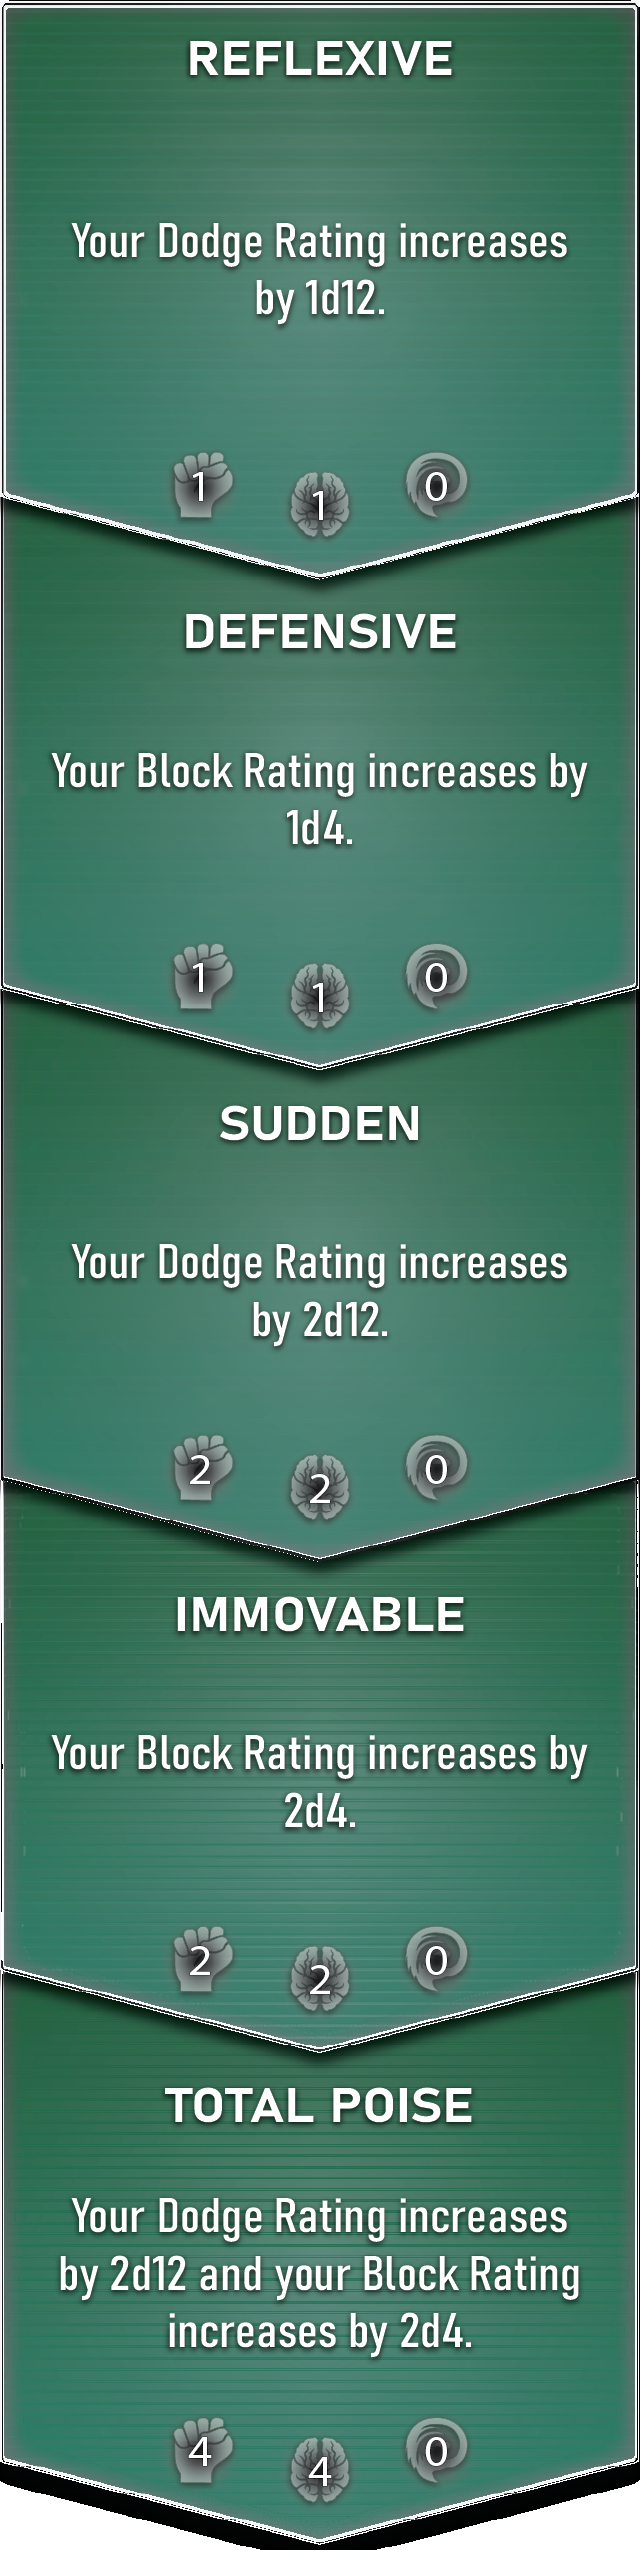 REFLEXIVE
Your Dodge Rating increases
by 1d12.
1 1 0
DEFENSIVE
Your Block Rating increases by
1d4.
1 1 0
SUDDEN
Your Dodge Rating increases
by 2d12.
2 2 0
IMMOVABLE
Your Block Rating increases by
2d4.
2 2 0
TOTAL POISE
Your Dodge Rating increases
by 2d12 and your Block Rating
increases by 2d4.
4 4 0